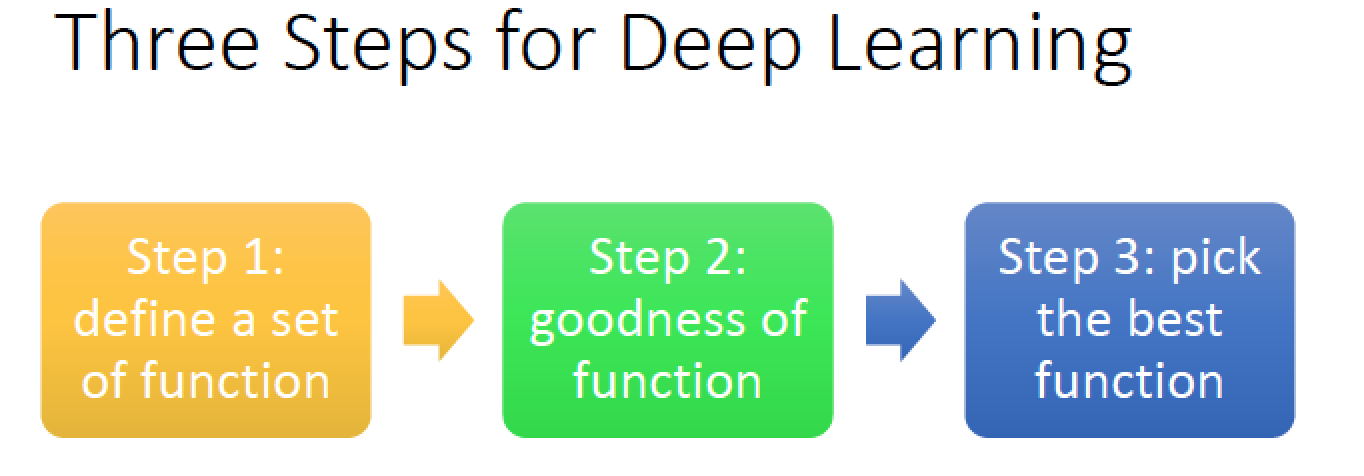 Three Steps for Deep Learning
Step 1:
define a set
of function
Step 2:
goodness of
function
Step 3: pick
the best
function